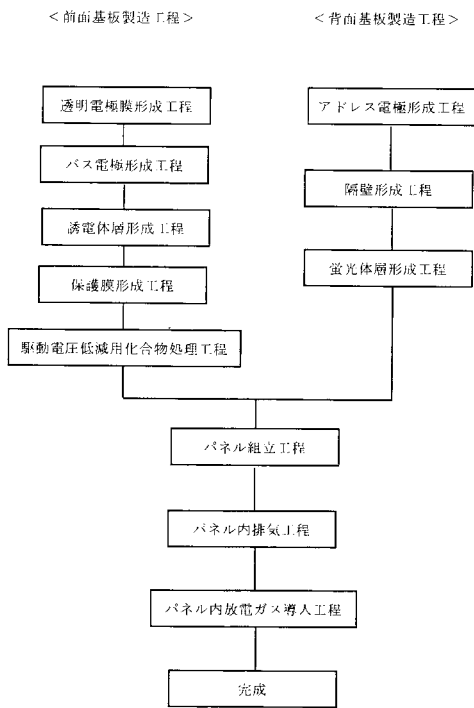 ＜前面基板製造工程＞
＜背面基板製造工程＞
透明電極膜形成工程
バス電極形成工程
誘電体層形成工程
保護膜形成工程
駆動電圧低減用化合物処理工程
アドレス電極形成工程
隔壁形成工程
蛍光体層形成工程
パネル組立工程
パネル内排気工程
パネル内放電ガス導入工程
完成